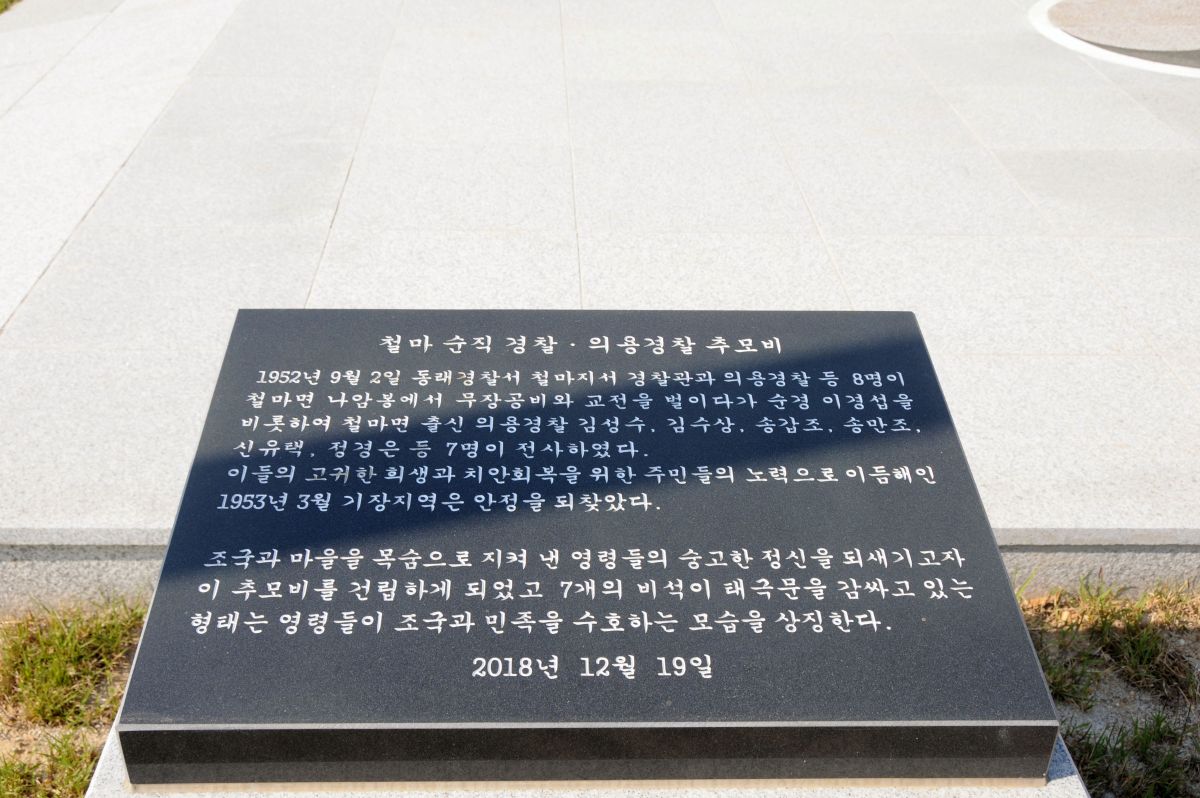 철마 순직 경찰 · 의용경찰 추모비
1952년 9월 2일 동래경찰서 철마지서 경찰관과 의용경찰 등 8명이
철마면 나암봉에서 무장공비와 교전을 벌이다가 순경 이경섭을
비롯하여 철마면 출신 의용경찰 김성수, 김수상, 송갑조, 송만조,
신유택, 정경은 등 7명이 전사하였다.
이들의 고귀한 희생과 치안회복을 위한 주민들의 노력으로 이듬해인
1953년 3월 기장지역은 안정을 되찾았다.
조국과 마을을 목숨으로 지켜 낸 영령들의 숭고한 정신을 되새기고자
이 추모비를 건립하게 되었고 7개의 비석이 태극문을 감싸고 있는
형태는 영령들이 조국과 민족을 수호하는 모습을 상징한다.
2018년 12월 19일